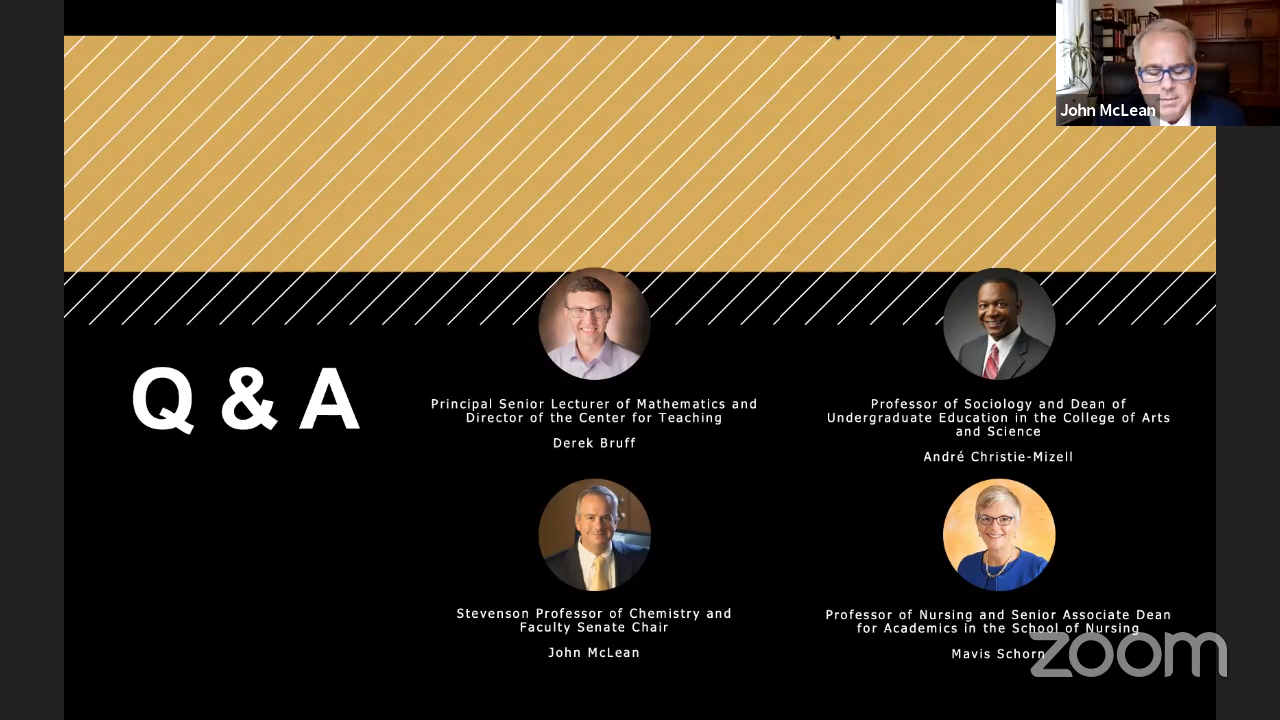 John McLean
Q & A
Principal Senior Lecturer of Mathematics and
Director of the Center for Teaching
Derek Bruff
Professor of Sociology and Dean of
Undergraduate Education in the College of Arts
and Science
André Christie-Mizell
Stevenson Professor of Chemistry and
Faculty Senate Chair
John McLean
Professor of Nursing and Senior Associate Dean
for Academics in the School of Nursing
Mavis Schorn
zoom